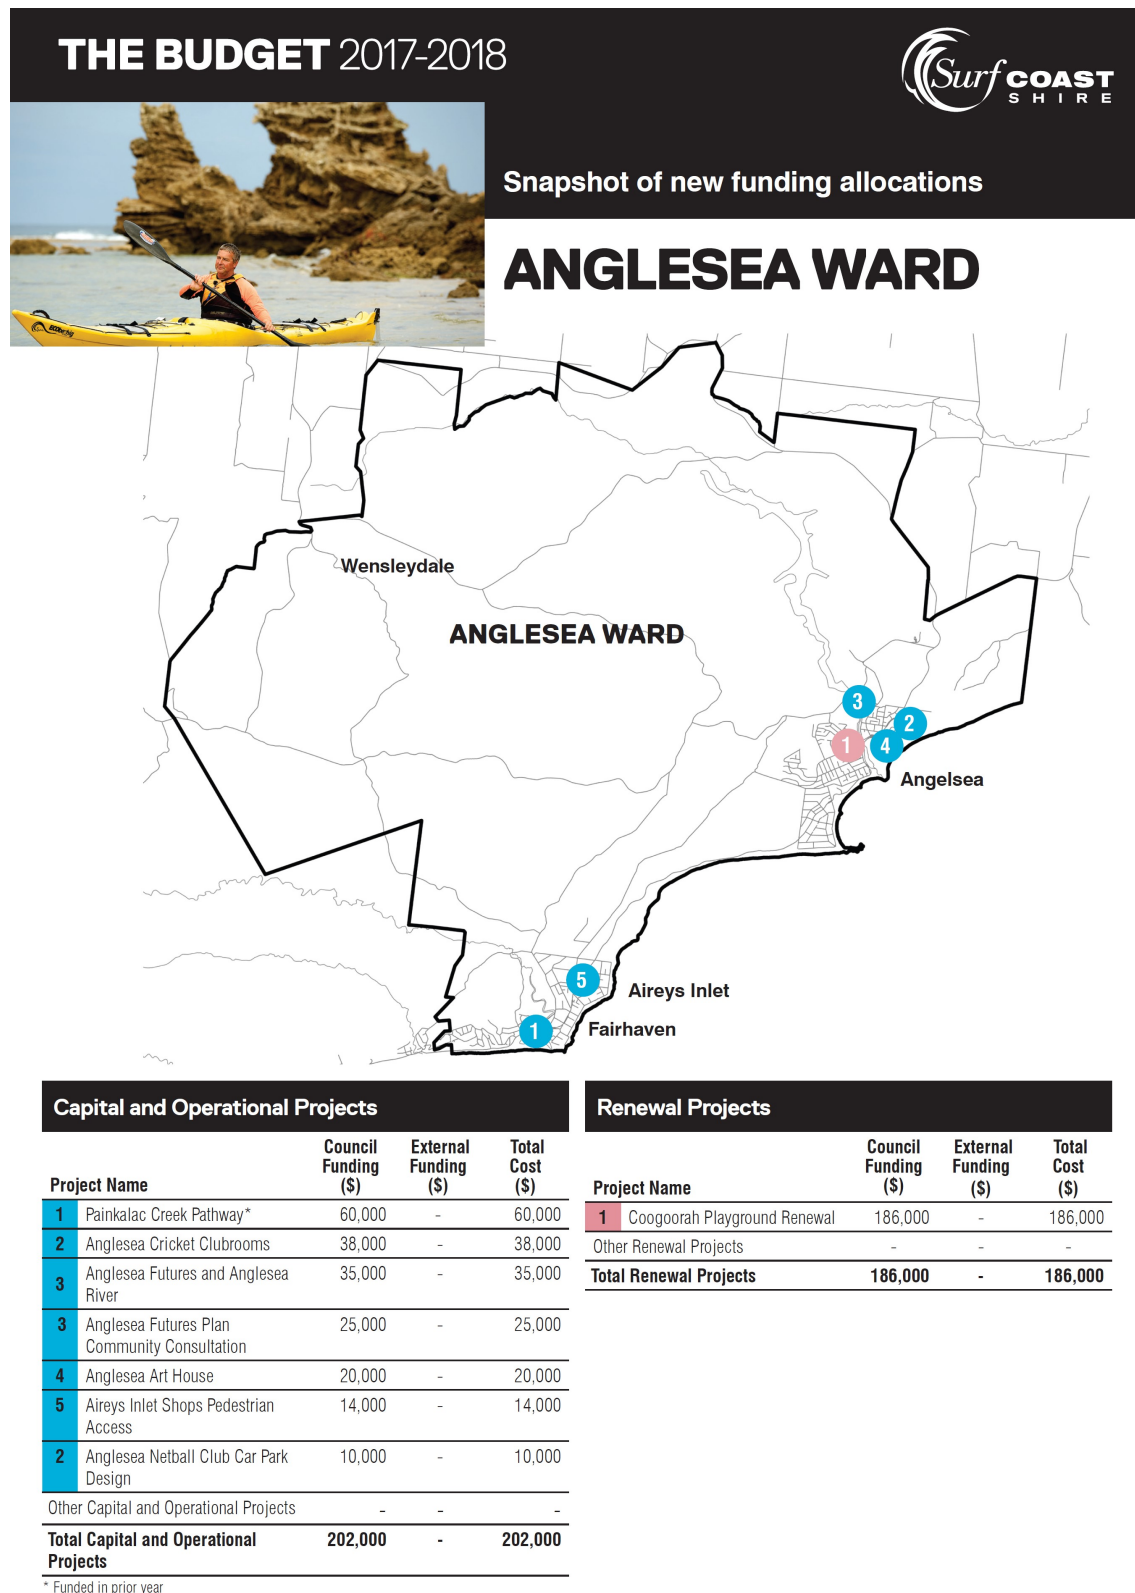 THE BUDGET 2017-2018
Surf COAST
SHIRE
Snapshot of new funding allocations
ANGLESEA WARD
Wensleydale
ANGLESEA WARD
3
2
1
4
Angelsea
5
Aireys Inlet
1
Fairhaven
Capital and Operational Projects
Project Name Council Funding ($) External Funding ($) Total Cost ($)
1 Painkalac Creek Pathway* 60,000 - 60,000
2 Anglesea Cricket Clubrooms 38,000 - 38,000
3 Anglesea Futures and Anglesea River 35,000 - 35,000
3 Anglesea Futures Plan Community Consultation 25,000 - 25,000
4 Anglesea Art House 20,000 - 20,000
5 Aireys Inlet Shops Pedestrian Access 14,000 - 14,000
2 Anglesea Netball Club Car Park Design 10,000 - 10,000
Other Capital and Operational Projects - - -
Total Capital and Operational Projects 202,000 - 202,000
* Funded in prior year
Renewal Projects
Project Name Council Funding ($) External Funding ($) Total Cost ($)
1 Coogoorah Playground Renewal 186,000 - 186,000
Other Renewal Projects - - -
Total Renewal Projects 186,000 - 186,000